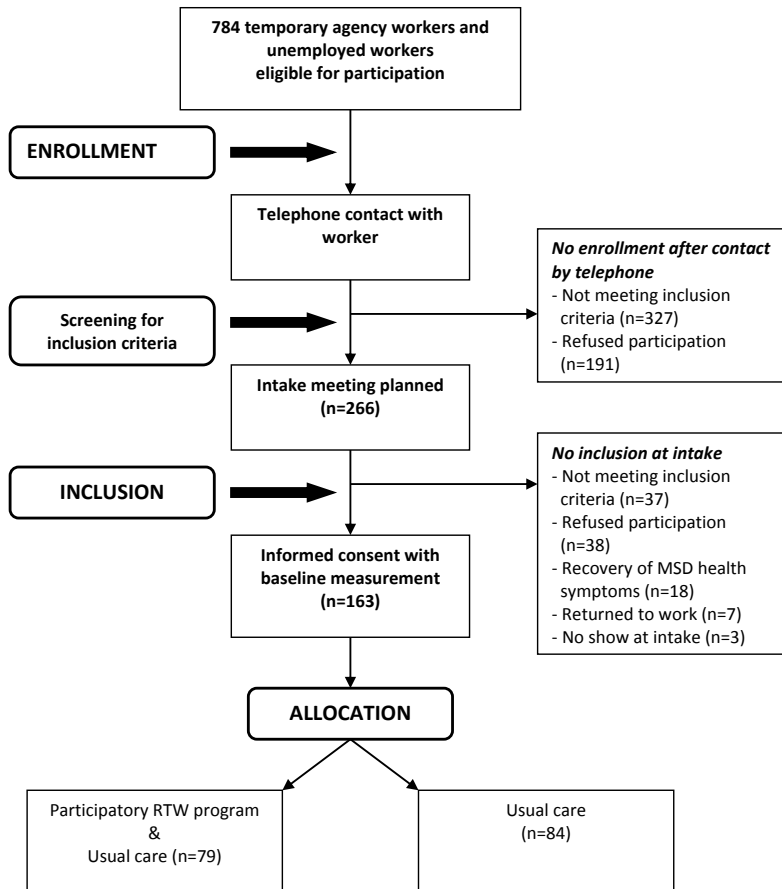 784 temporary agency workers and
unemployed workers
eligible for participation
ENROLLMENT
Telephone contact with
worker
No enrollment after contact
by telephone
- Not meeting inclusion
criteria (n=327)
- Refused participation
(n=191)
Screening for
inclusion criteria
Intake meeting planned
(n=266)
No inclusion at intake
- Not meeting inclusion
criteria (n=37)
- Refused participation
(n=38)
- Recovery of MSD health
symptoms (n=18)
- Returned to work (n=7)
- No show at intake (n=3)
INCLUSION
Informed consent with
baseline measurement
(n=163)
ALLOCATION
Participatory RTW program
&
Usual care (n=79)
Usual care
(n=84)